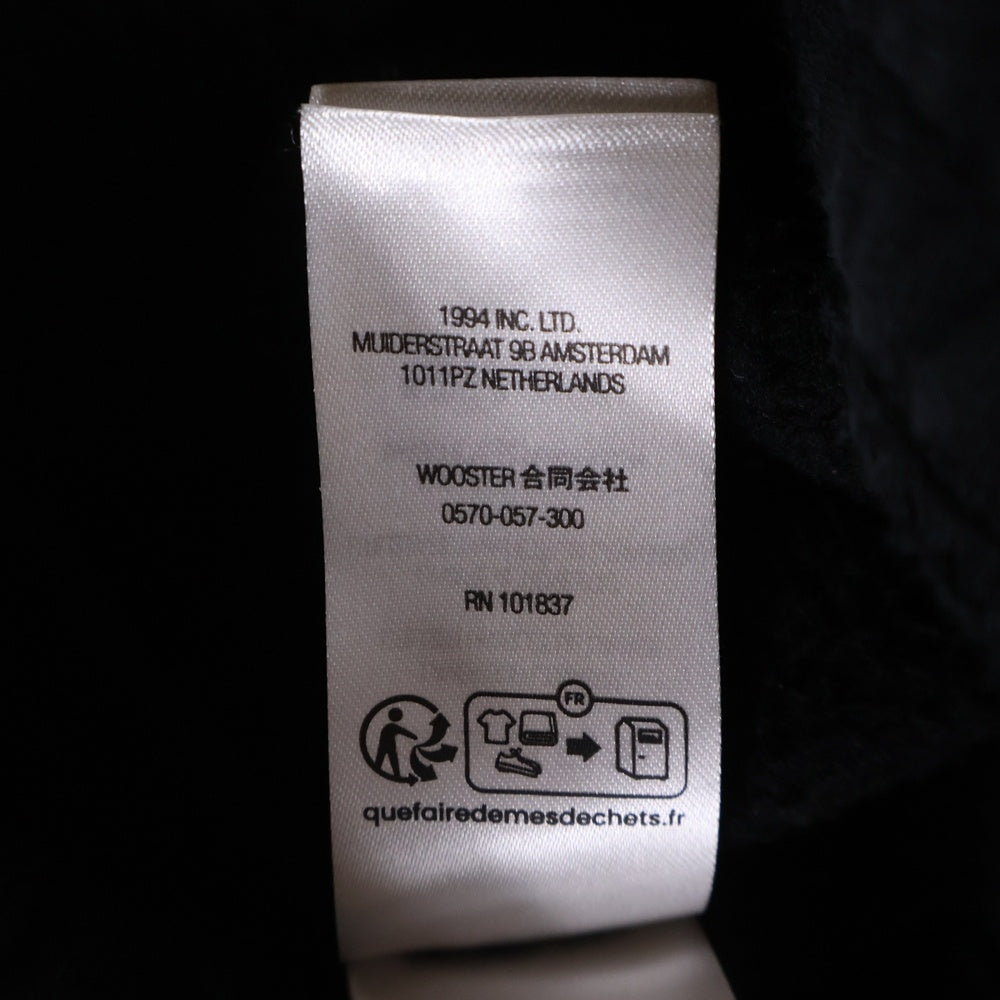 1994 INC. LTD.
MUIDERSTRAAT 9B AMSTERDAM
1011PZ NETHERLANDS
WOOSTER 合同会社
0570-057-300
RN 101837
FR
quefairedemesdechets.fr